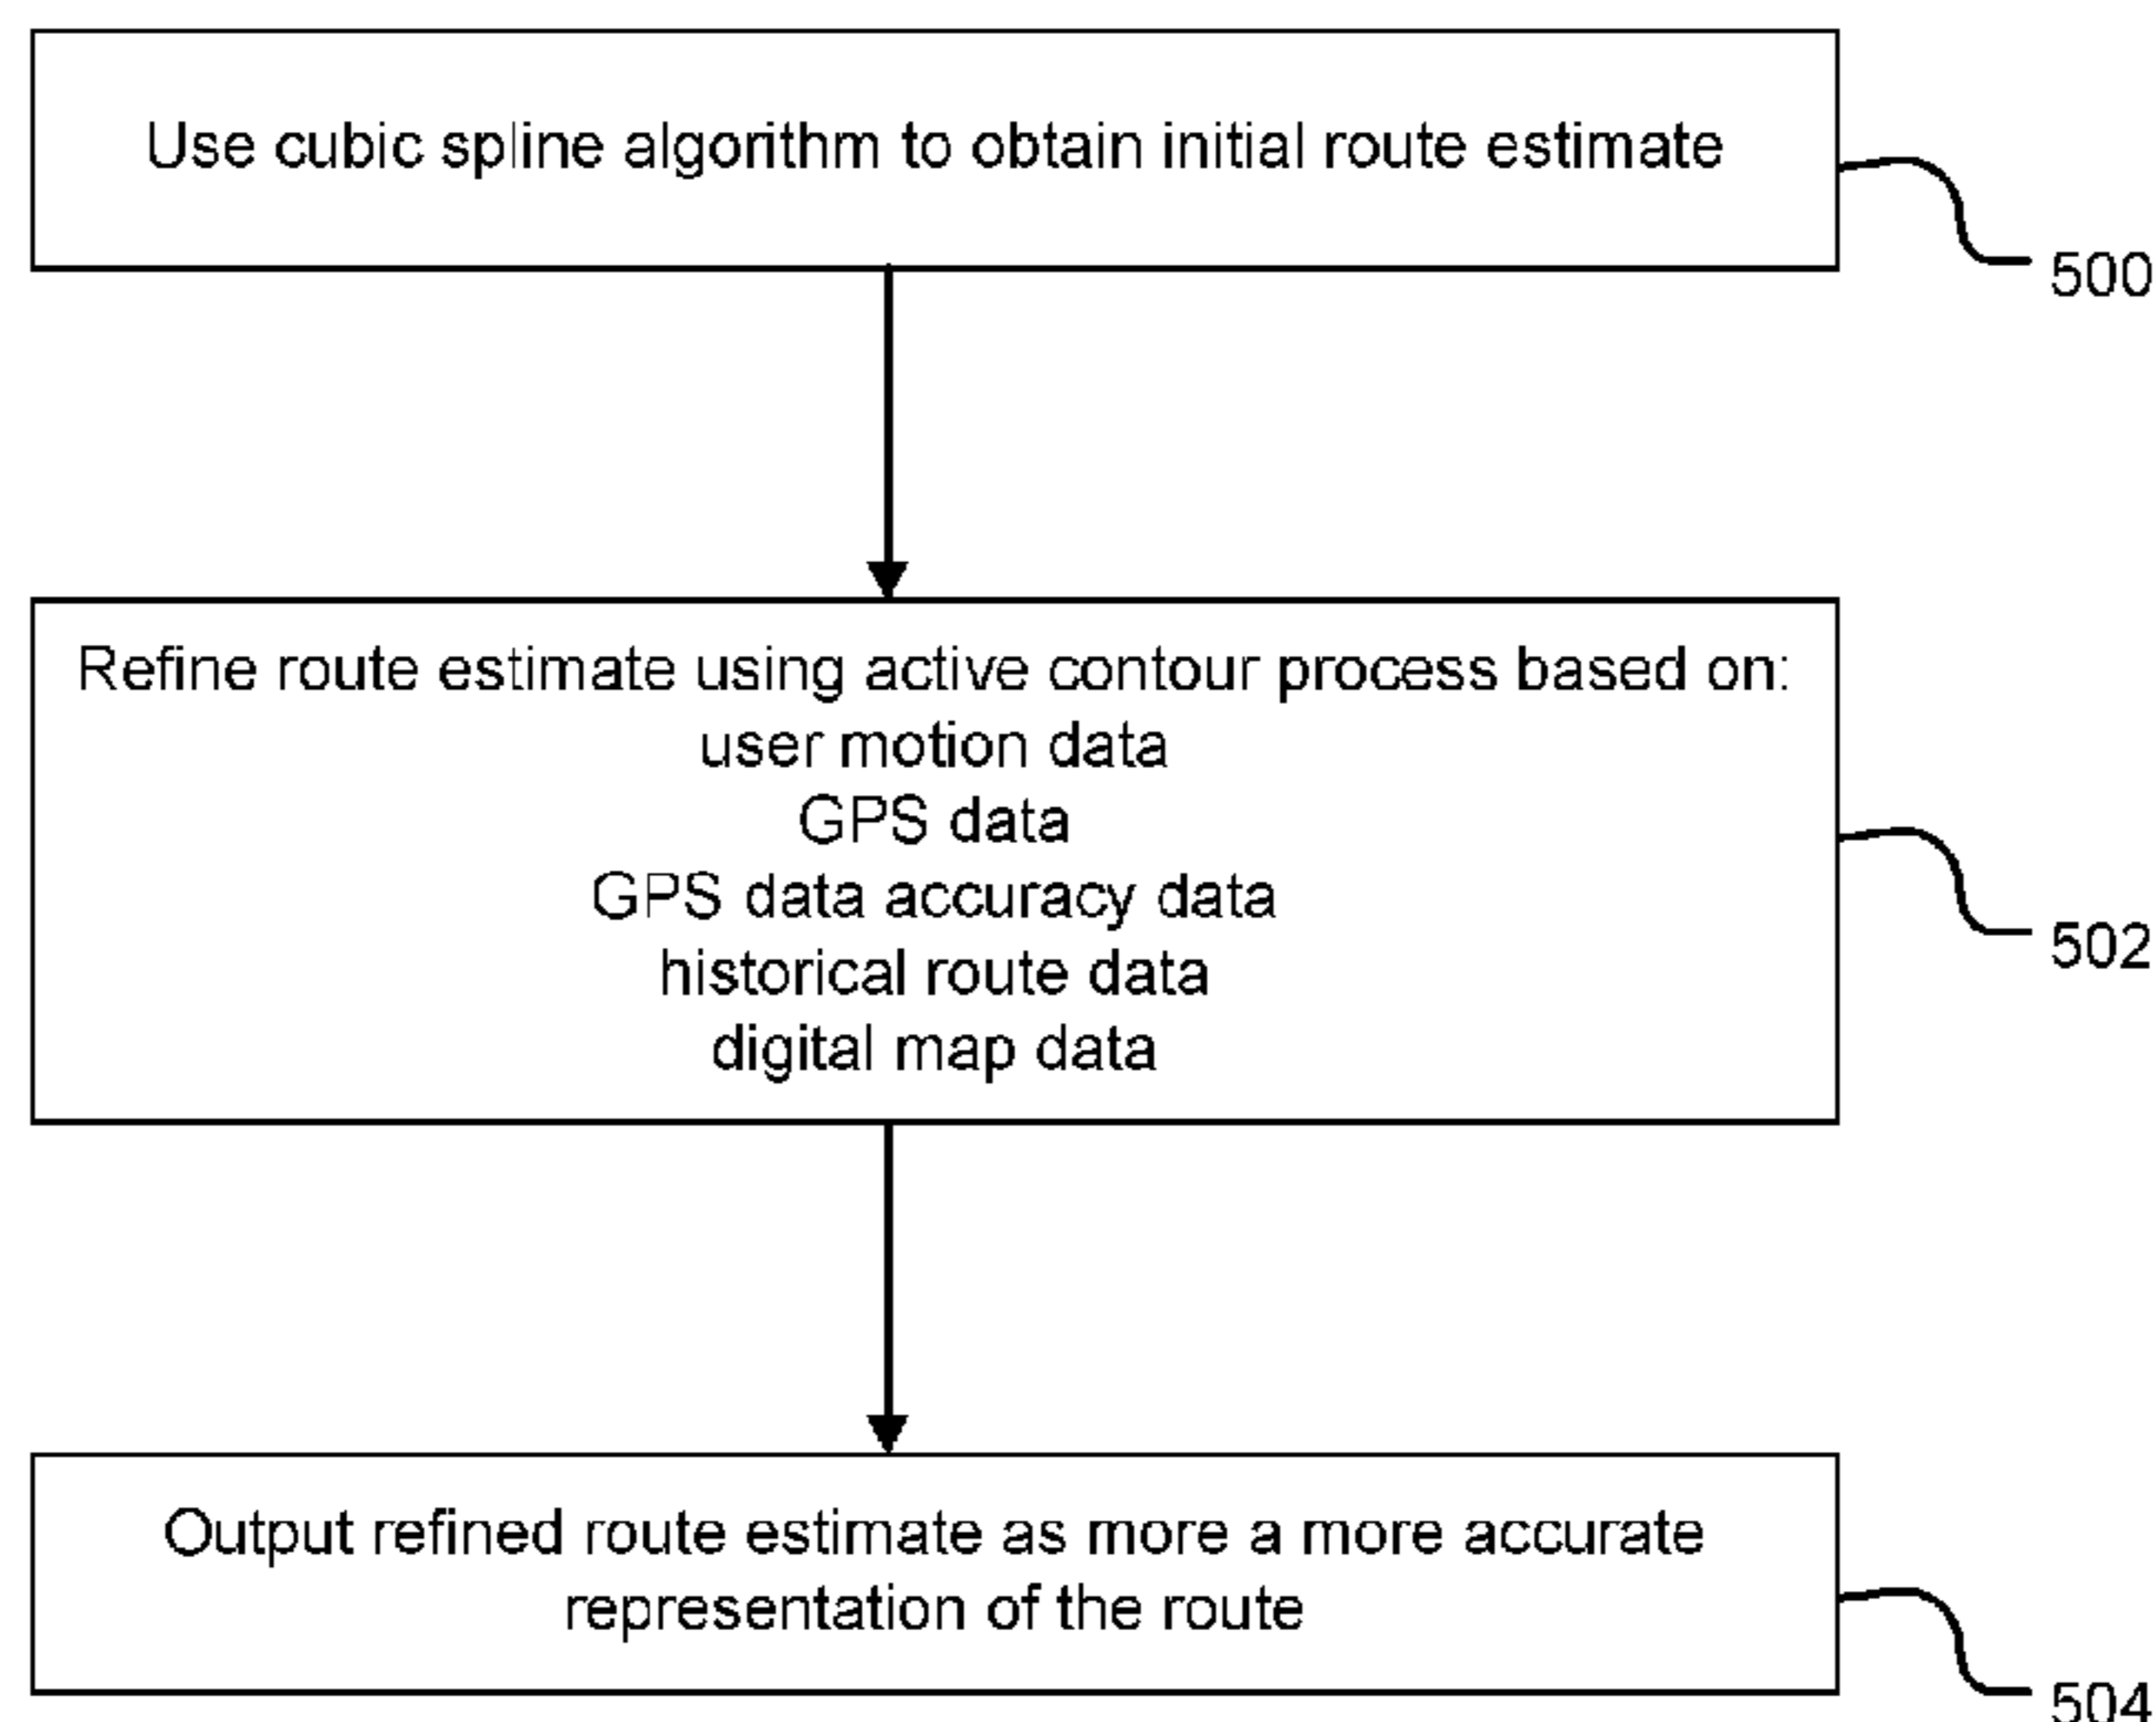 Use cubic spline algorithm to obtain initial route estimate
500
Refine route estimate using active contour process based on:
user motion data
GPS data
GPS data accuracy data
historical route data
digital map data
502
Output refined route estimate as more a more accurate
representation of the route
504